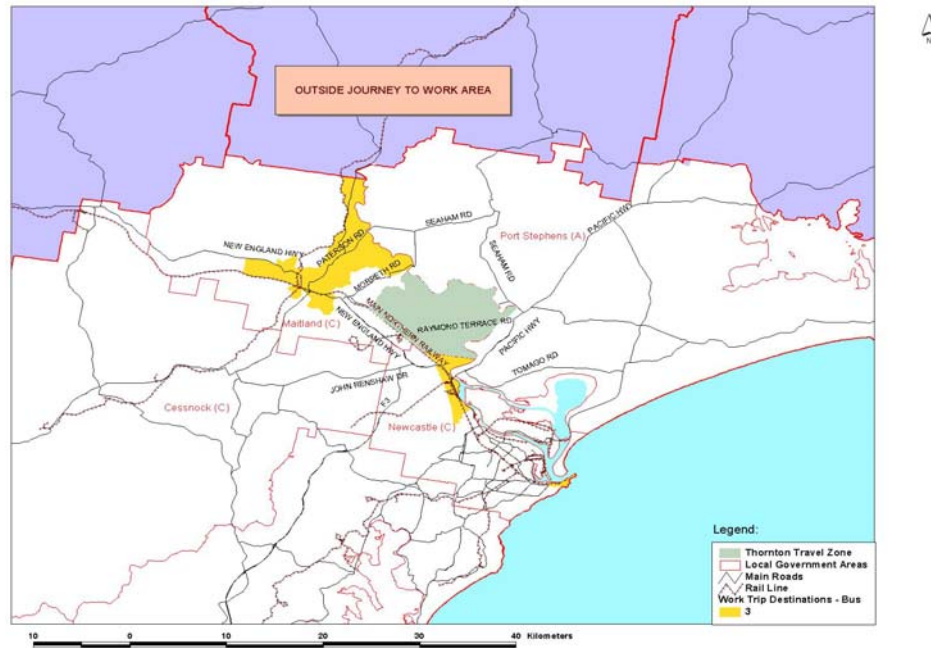 N
OUTSIDE JOURNEY TO WORK AREA
SEAHAM RD
PACIFIC HWY
Port Stephens (A)
NEW ENGLAND HWY
PATERSON RD
SEAHAM RD
MORPETH RD
MAIN NORTHERN RAILWAY
RAYMOND TERRACE RD
Maitland (C)
NEW ENGLAND HWY
PACIFIC HWY
TOMAGO RD
JOHN RENSHAW DR
Cessnock (C)
F3
Newcastle (C)
Legend:
Thornton Travel Zone
Local Government Areas
Main Roads
Rail Line
Work Trip Destinations - Bus
3
10 0 10 20 30 40 Kilometers